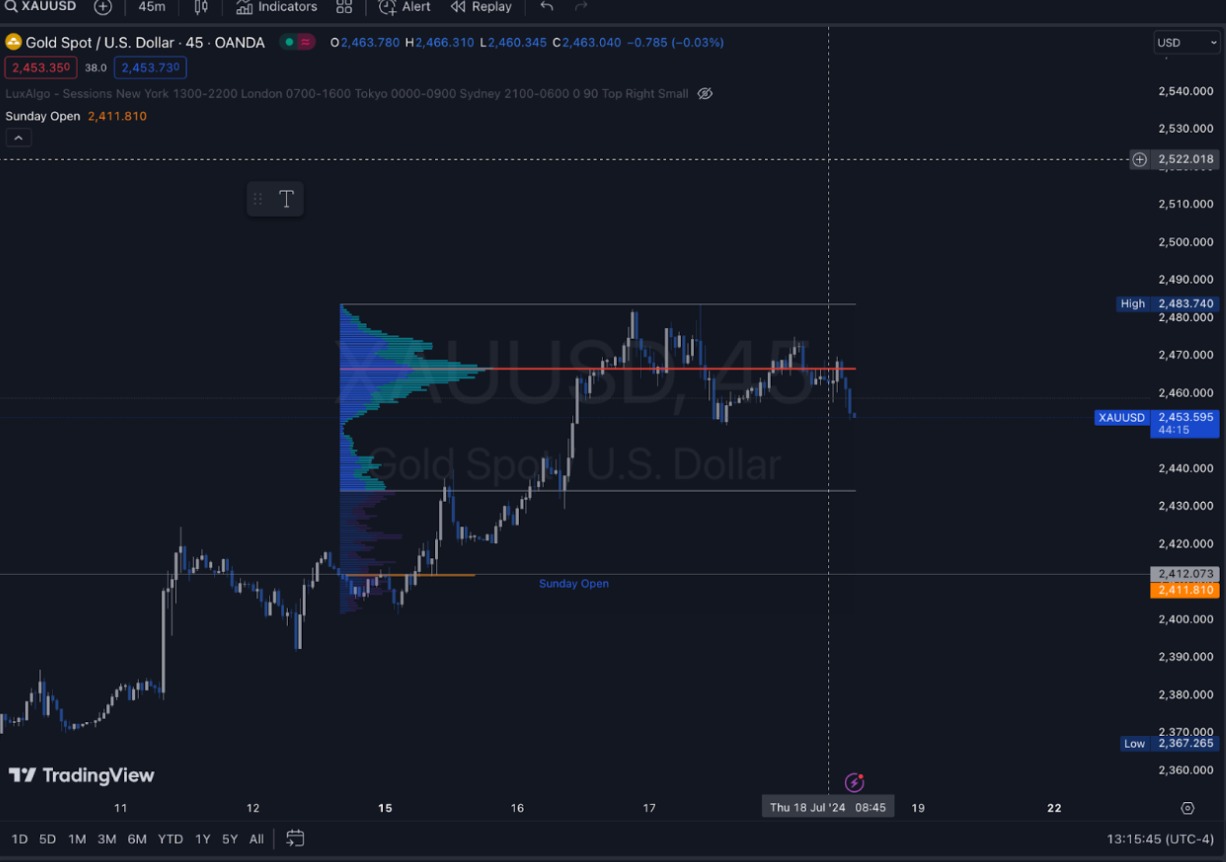 XAUUSD 45m Indicators Alert Replay
Gold Spot / U.S. Dollar · 45 · OANDA O2,463.780 H2,466.310 L2,460.345 C2,463.040 −0.785 (−0.03%)
USD
2,453.350 38.0 2,453.730
LuxAlgo - Sessions New York 1300-2200 London 0700-1600 Tokyo 0000-0900 Sydney 2100-0600 0 90 Top Right Small
2,540.000
Sunday Open 2,411.810
2,530.000
2,522.018
2,510.000
T
2,500.000
2,490.000
High 2,483.740
2,480.000
2,470.000
XAUUSD, 45
2,460.000
XAUUSD 2,453.595
44:15
Gold Spot / U.S. Dollar
2,440.000
2,430.000
2,420.000
2,412.073
Sunday Open
2,411.810
2,400.000
2,390.000
2,380.000
2,370.000
Low 2,367.265
2,360.000
TradingView
11 12 15 16 17 Thu 18 Jul '24 08:45 19 22
1D 5D 1M 3M 6M YTD 1Y 5Y All 13:15:45 (UTC-4)